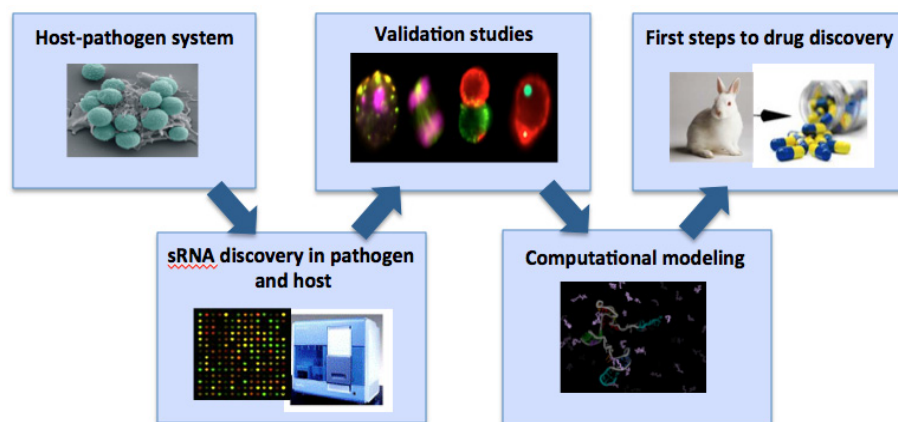 Host-pathogen system
Validation studies
First steps to drug discovery
sRNA discovery in pathogen
and host
Computational modeling